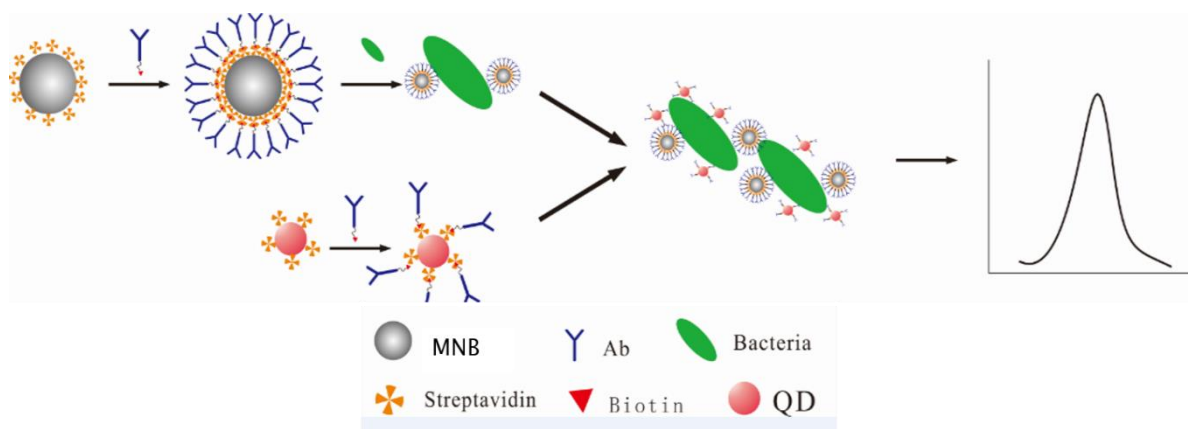 MNB
Ab
Bacteria
Streptavidin
Biotin
QD